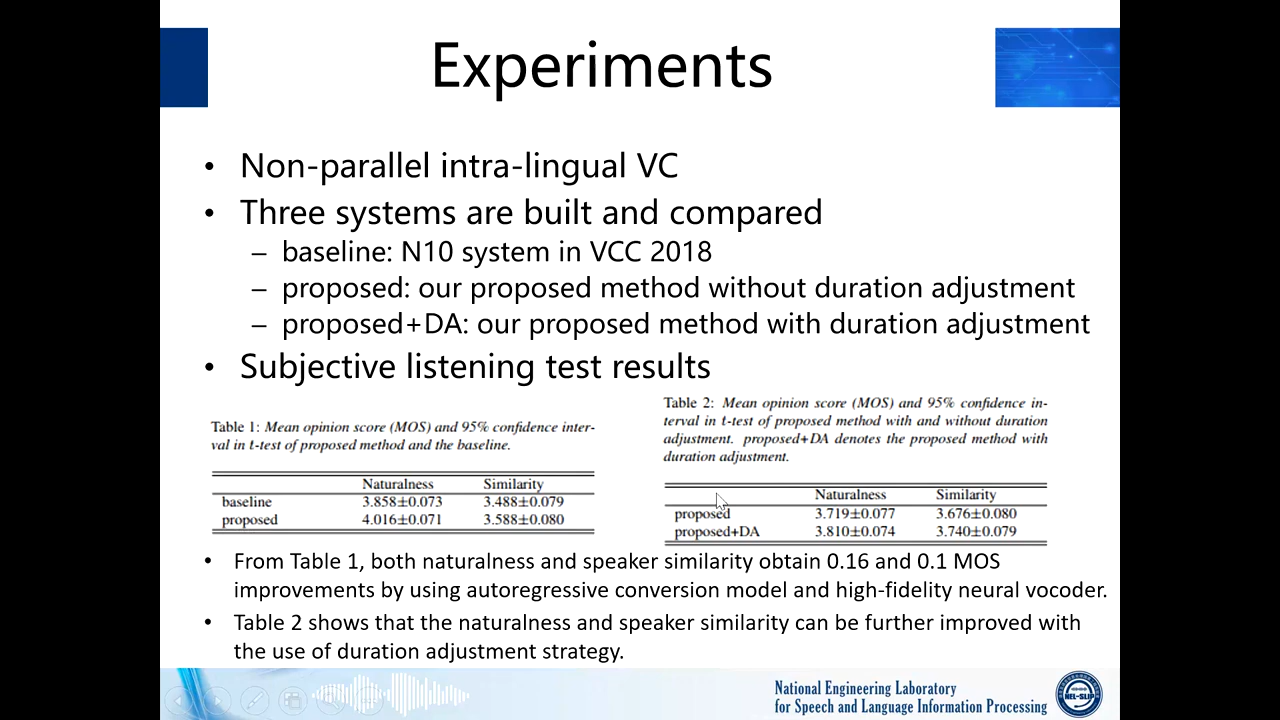 Experiments
• Non-parallel intra-lingual VC
• Three systems are built and compared
– baseline: N10 system in VCC 2018
– proposed: our proposed method without duration adjustment
– proposed+DA: our proposed method with duration adjustment
• Subjective listening test results
Table 1: Mean opinion score (MOS) and 95% confidence inter-
val in t-test of proposed method and the baseline.
Naturalness Similarity
baseline 3.858±0.073 3.488±0.079
proposed 4.016±0.071 3.588±0.080
Table 2: Mean opinion score (MOS) and 95% confidence in-
terval in t-test of proposed method with and without duration
adjustment. proposed+DA denotes the proposed method with
duration adjustment.
Naturalness Similarity
proposed 3.719±0.077 3.676±0.080
proposed+DA 3.810±0.074 3.740±0.079
• From Table 1, both naturalness and speaker similarity obtain 0.16 and 0.1 MOS
improvements by using autoregressive conversion model and high-fidelity neural vocoder.
• Table 2 shows that the naturalness and speaker similarity can be further improved with
the use of duration adjustment strategy.
National Engineering Laboratory
for Speech and Language Information Processing
NEL-SLIP